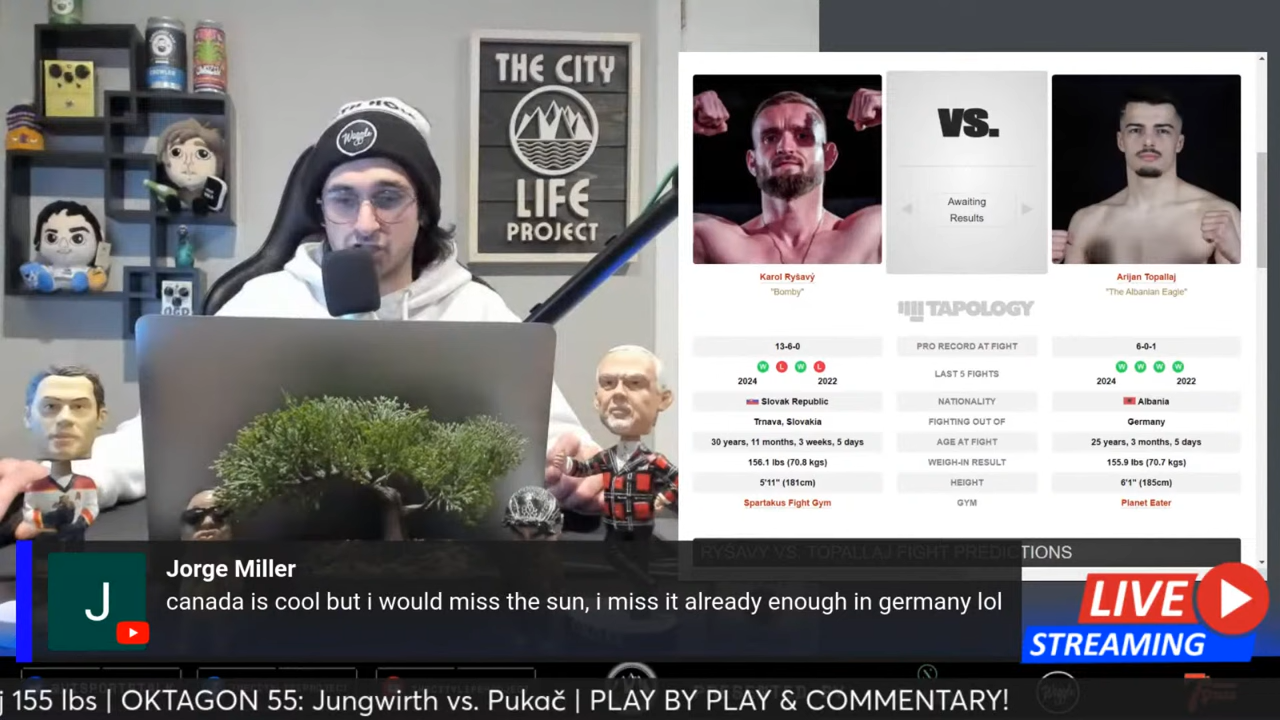 THE CITY
LIFE
PROJECT
Waggle
VS.
Awaiting
Results
Karol Ryšavý
"Bomby"
Arijan Topallaj
"The Albanian Eagle"
TAPOLOGY
13-6-0 PRO RECORD AT FIGHT 6-0-1
W L W L LAST 5 FIGHTS W W W W
2024 2022 2024 2022
Slovak Republic NATIONALITY Albania
Trnava, Slovakia FIGHTING OUT OF Germany
30 years, 11 months, 3 weeks, 5 days AGE AT FIGHT 25 years, 3 months, 5 days
156.1 lbs (70.8 kgs) WEIGH-IN RESULT 155.9 lbs (70.7 kgs)
5'11" (181cm) HEIGHT 6'1" (185cm)
Spartakus Fight Gym GYM Planet Eater
RYŠAVÝ VS. TOPALLAJ FIGHT PREDICTIONS
J
Jorge Miller
canada is cool but i would miss the sun, i miss it already enough in germany lol
LIVE
STREAMING
j 155 lbs | OKTAGON 55: Jungwirth vs. Pukač | PLAY BY PLAY & COMMENTARY!